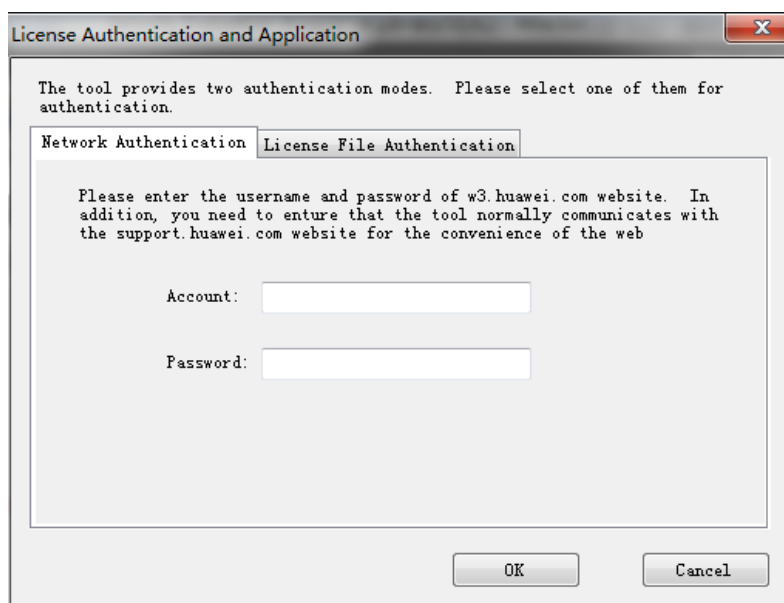 License Authentication and Application
The tool provides two authentication modes. Please select one of them for
authentication.
Network Authentication
License File Authentication
Please enter the username and password of w3.huawei.com website. In
addition, you need to enture that the tool normally communicates with
the support.huawei.com website for the convenience of the web
Account:
Password:
OK
Cancel